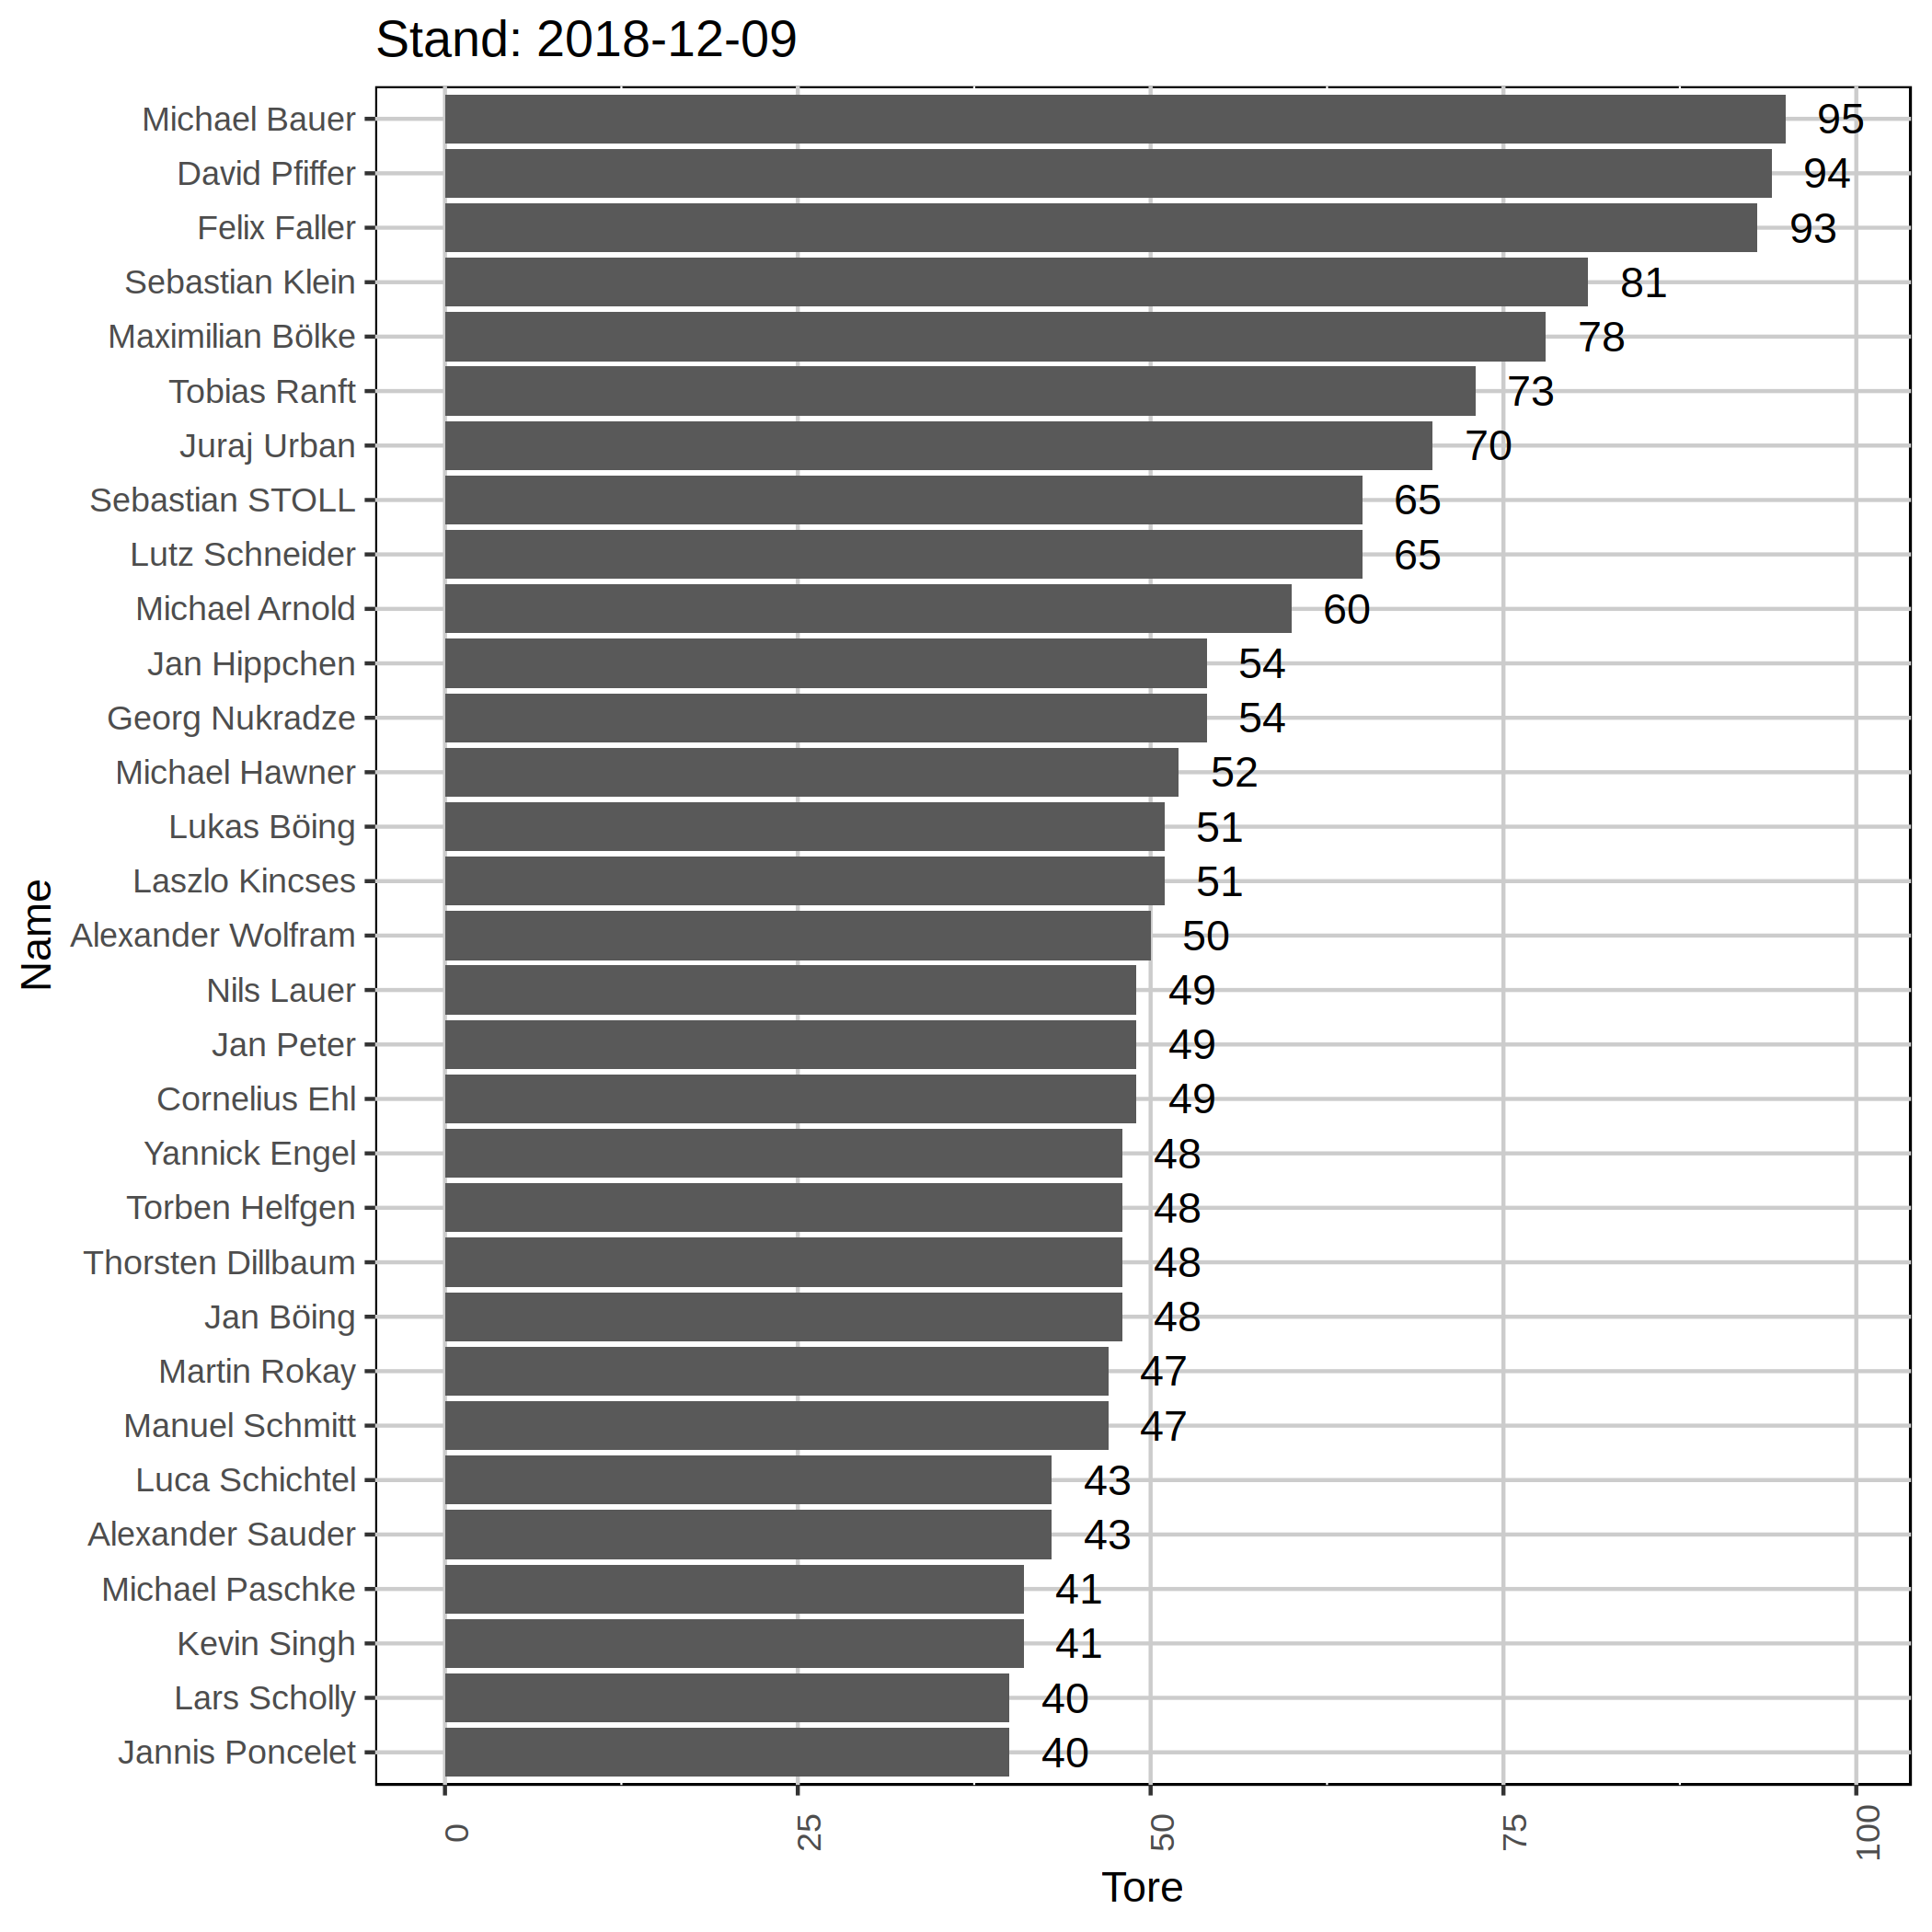 Stand: 2018-12-09
Michael Bauer 95
David Pfiffer 94
Felix Faller 93
Sebastian Klein 81
Maximilian Bölke 78
Tobias Ranft 73
Juraj Urban 70
Sebastian STOLL 65
Lutz Schneider 65
Michael Arnold 60
Jan Hippchen 54
Georg Nukradze 54
Michael Hawner 52
Lukas Böing 51
Laszlo Kincses 51
Alexander Wolfram 50
Nils Lauer 49
Jan Peter 49
Cornelius Ehl 49
Yannick Engel 48
Torben Helfgen 48
Thorsten Dillbaum 48
Jan Böing 48
Martin Rokay 47
Manuel Schmitt 47
Luca Schichtel 43
Alexander Sauder 43
Michael Paschke 41
Kevin Singh 41
Lars Scholly 40
Jannis Poncelet 40
Name
0 25 50 75 100
Tore